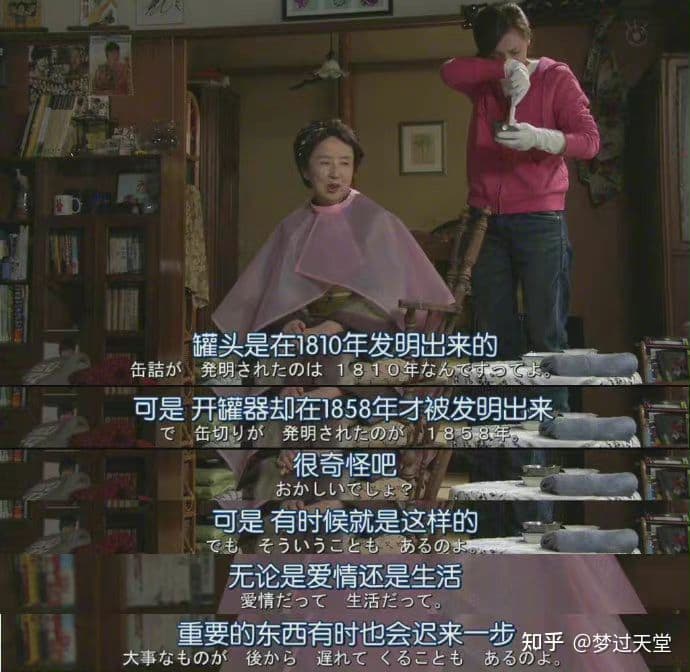 罐头是在1810年发明出来的
缶詰が 発明されたのは 1810年なんですってよ。
可是 开罐器却在1858年才被发明出来
で 缶切りが 発明されたのが 1858年。
很奇怪吧
おかしいでしょ？
可是 有时候就是这样的
でも そういうことも あるのよ。
无论是爱情还是生活
愛情だって 生活だって。
重要的东西有时也会迟来一步
大事なものが 後から 遅れて くることも あるのよ。
知乎 @梦过天堂